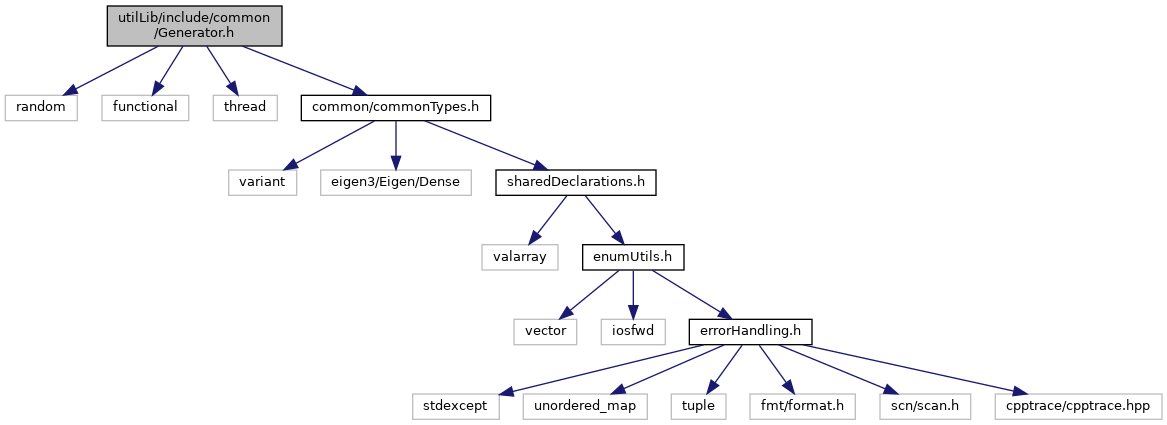 utilLib/include/common
/Generator.h
random
functional
thread
common/commonTypes.h
variant
eigen3/Eigen/Dense
sharedDeclarations.h
valarray
enumUtils.h
vector
iosfwd
errorHandling.h
stdexcept
unordered_map
tuple
fmt/format.h
scn/scan.h
cpptrace/cpptrace.hpp